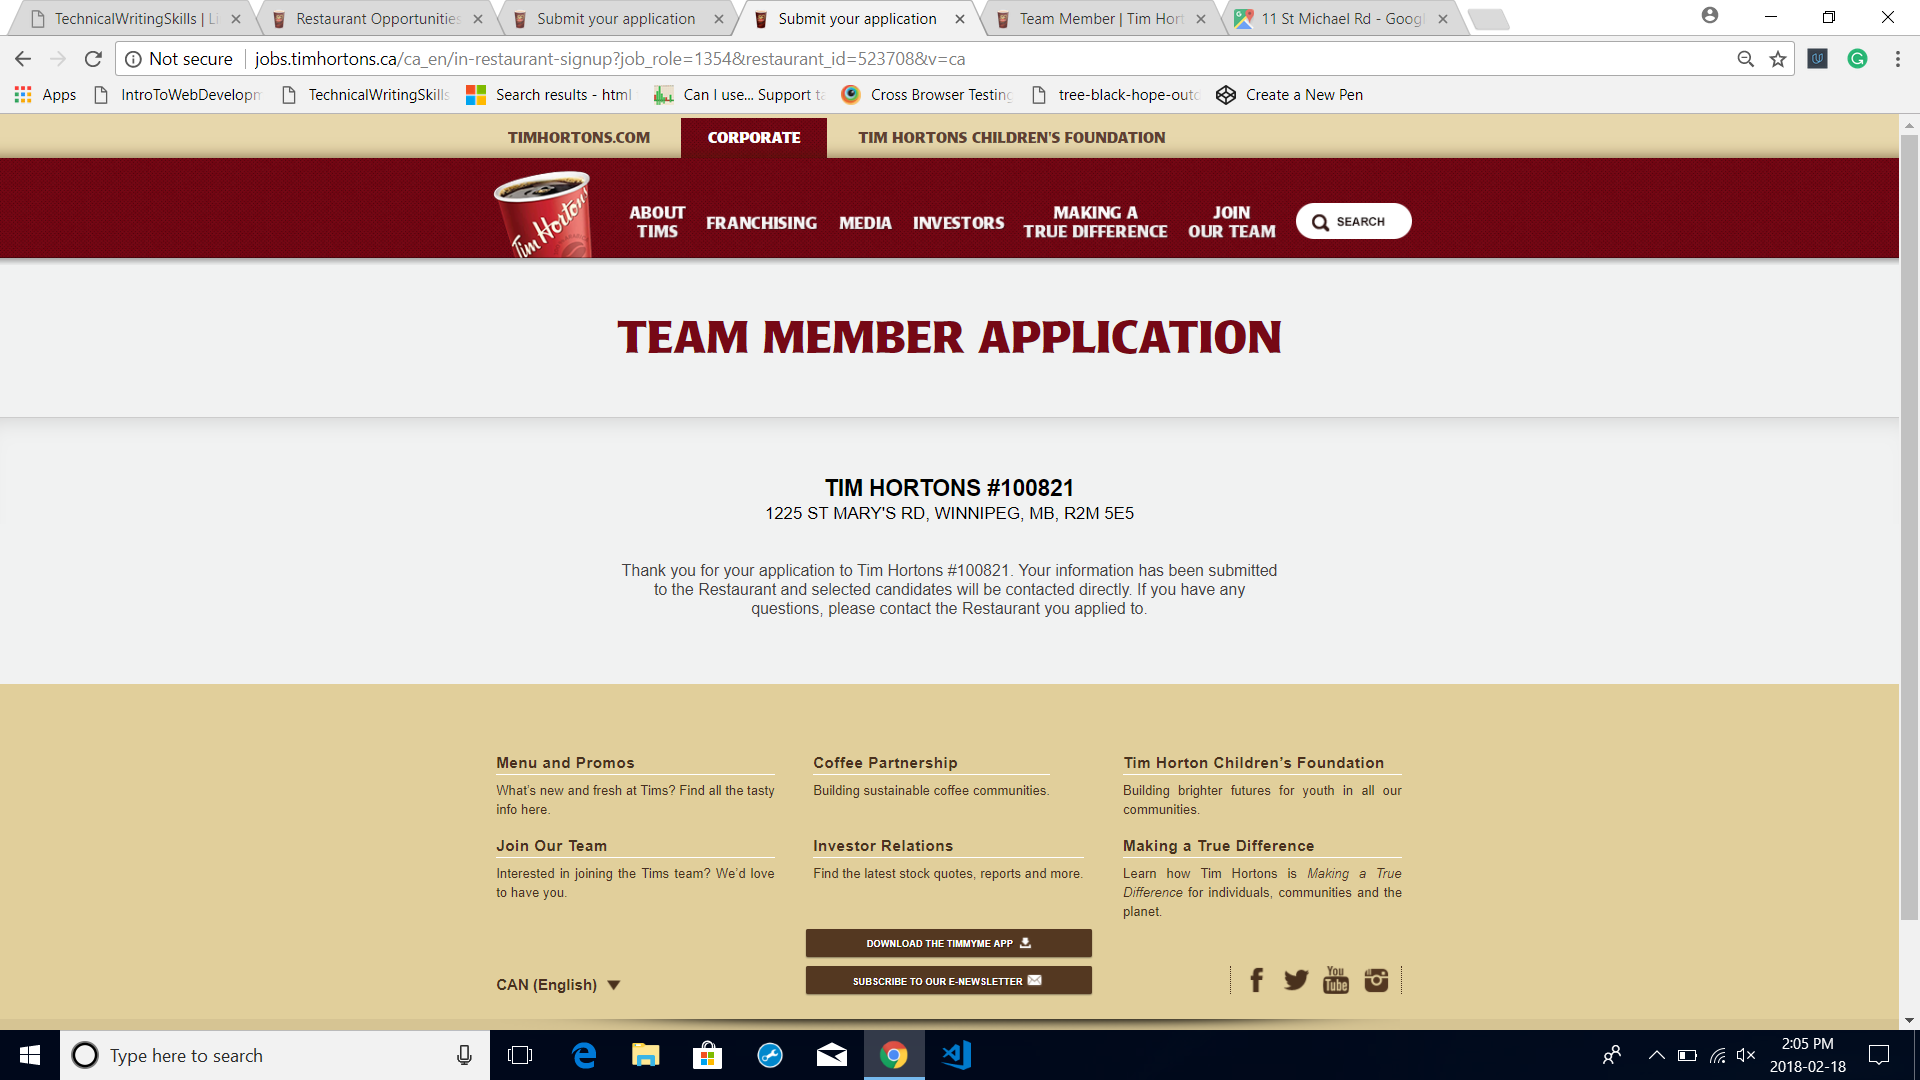 TechnicalWritingSkills | Li
Restaurant Opportunities
Submit your application
Submit your application
Team Member | Tim Hort
11 St Michael Rd - Goog
Not secure
jobs.timhortons.ca/ca_en/in-restaurant-signup?job_role=1354&restaurant_id=523708&v=ca
Apps
IntroToWebDevelopm
TechnicalWritingSkills
Search results - html
Can I use... Support ta
Cross Browser Testing
tree-black-hope-outd
Create a New Pen
TIMHORTONS.COM
CORPORATE
TIM HORTONS CHILDREN'S FOUNDATION
Tim Hortons
ABOUT
TIMS
FRANCHISING
MEDIA
INVESTORS
MAKING A
TRUE DIFFERENCE
JOIN
OUR TEAM
SEARCH
TEAM MEMBER APPLICATION
TIM HORTONS #100821
1225 ST MARY'S RD, WINNIPEG, MB, R2M 5E5
Thank you for your application to Tim Hortons #100821. Your information has been submitted
to the Restaurant and selected candidates will be contacted directly. If you have any
questions, please contact the Restaurant you applied to.
Menu and Promos
What's new and fresh at Tims? Find all the tasty
info here.
Coffee Partnership
Building sustainable coffee communities.
Tim Horton Children's Foundation
Building brighter futures for youth in all our
communities.
Join Our Team
Interested in joining the Tims team? We'd love
to have you.
Investor Relations
Find the latest stock quotes, reports and more.
Making a True Difference
Learn how Tim Hortons is Making a True
Difference for individuals, communities and the
planet.
DOWNLOAD THE TIMMYME APP
SUBSCRIBE TO OUR E-NEWSLETTER
CAN (English)
You
Tube
Type here to search
2:05 PM
2018-02-18